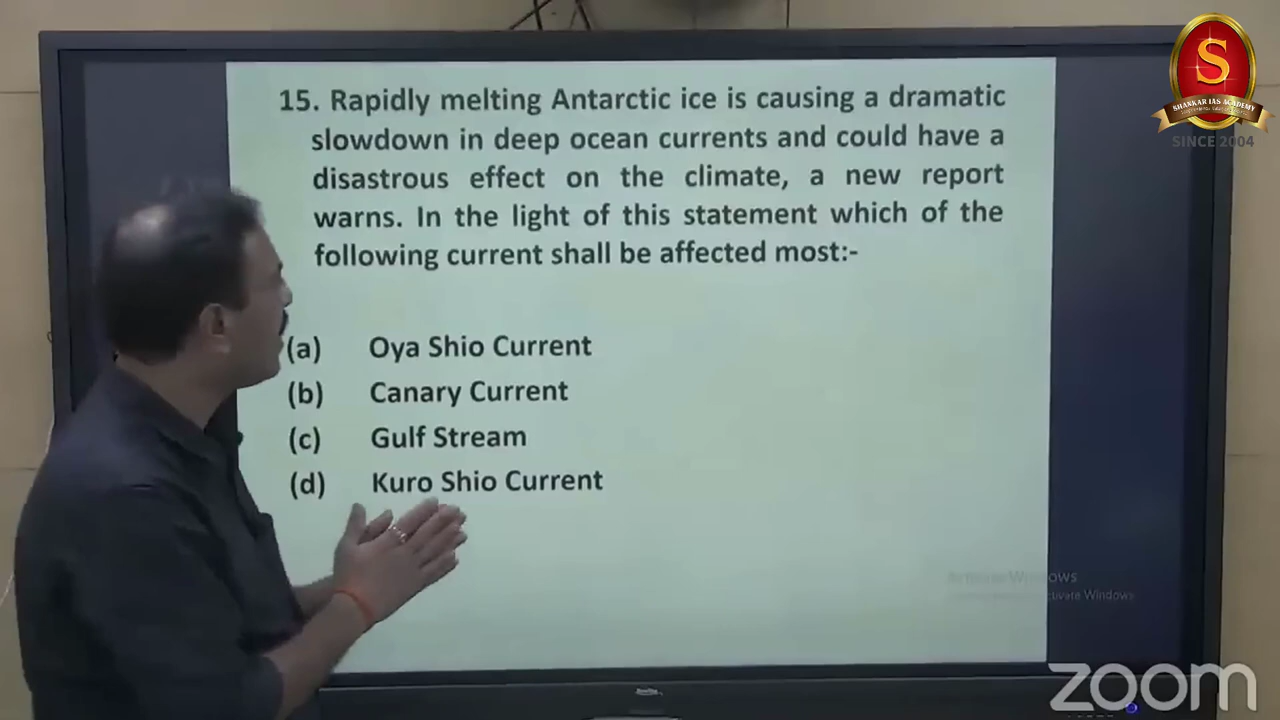 15. Rapidly melting Antarctic ice is causing a dramatic
slowdown in deep ocean currents and could have a
disastrous effect on the climate, a new report
warns. In the light of this statement which of the
following current shall be affected most:-
(a) Oya Shio Current
(b) Canary Current
(c) Gulf Stream
(d) Kuro Shio Current
S
SHANKAR IAS ACADEMY
SINCE 2004
zoom